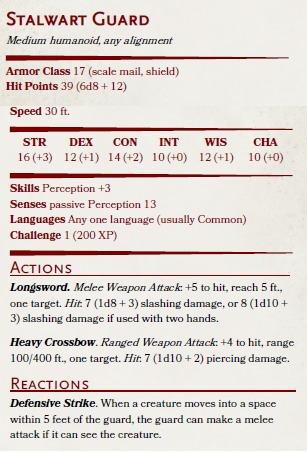 Stalwart Guard
Medium humanoid, any alignment
Armor Class 17 (scale mail, shield)
Hit Points 39 (6d8 + 12)
Speed 30 ft.
STR DEX CON INT WIS CHA
16 (+3) 12 (+1) 14 (+2) 10 (+0) 12 (+1) 10 (+0)
Skills Perception +3
Senses passive Perception 13
Languages Any one language (usually Common)
Challenge 1 (200 XP)
Actions
Longsword. Melee Weapon Attack: +5 to hit, reach 5 ft.,
one target. Hit: 7 (1d8 + 3) slashing damage, or 8 (1d10 +
3) slashing damage if used with two hands.
Heavy Crossbow. Ranged Weapon Attack: +4 to hit, range
100/400 ft., one target. Hit: 7 (1d10 + 2) piercing damage.
Reactions
Defensive Strike. When a creature moves into a space
within 5 feet of the guard, the guard can make a melee
attack if it can see the creature.